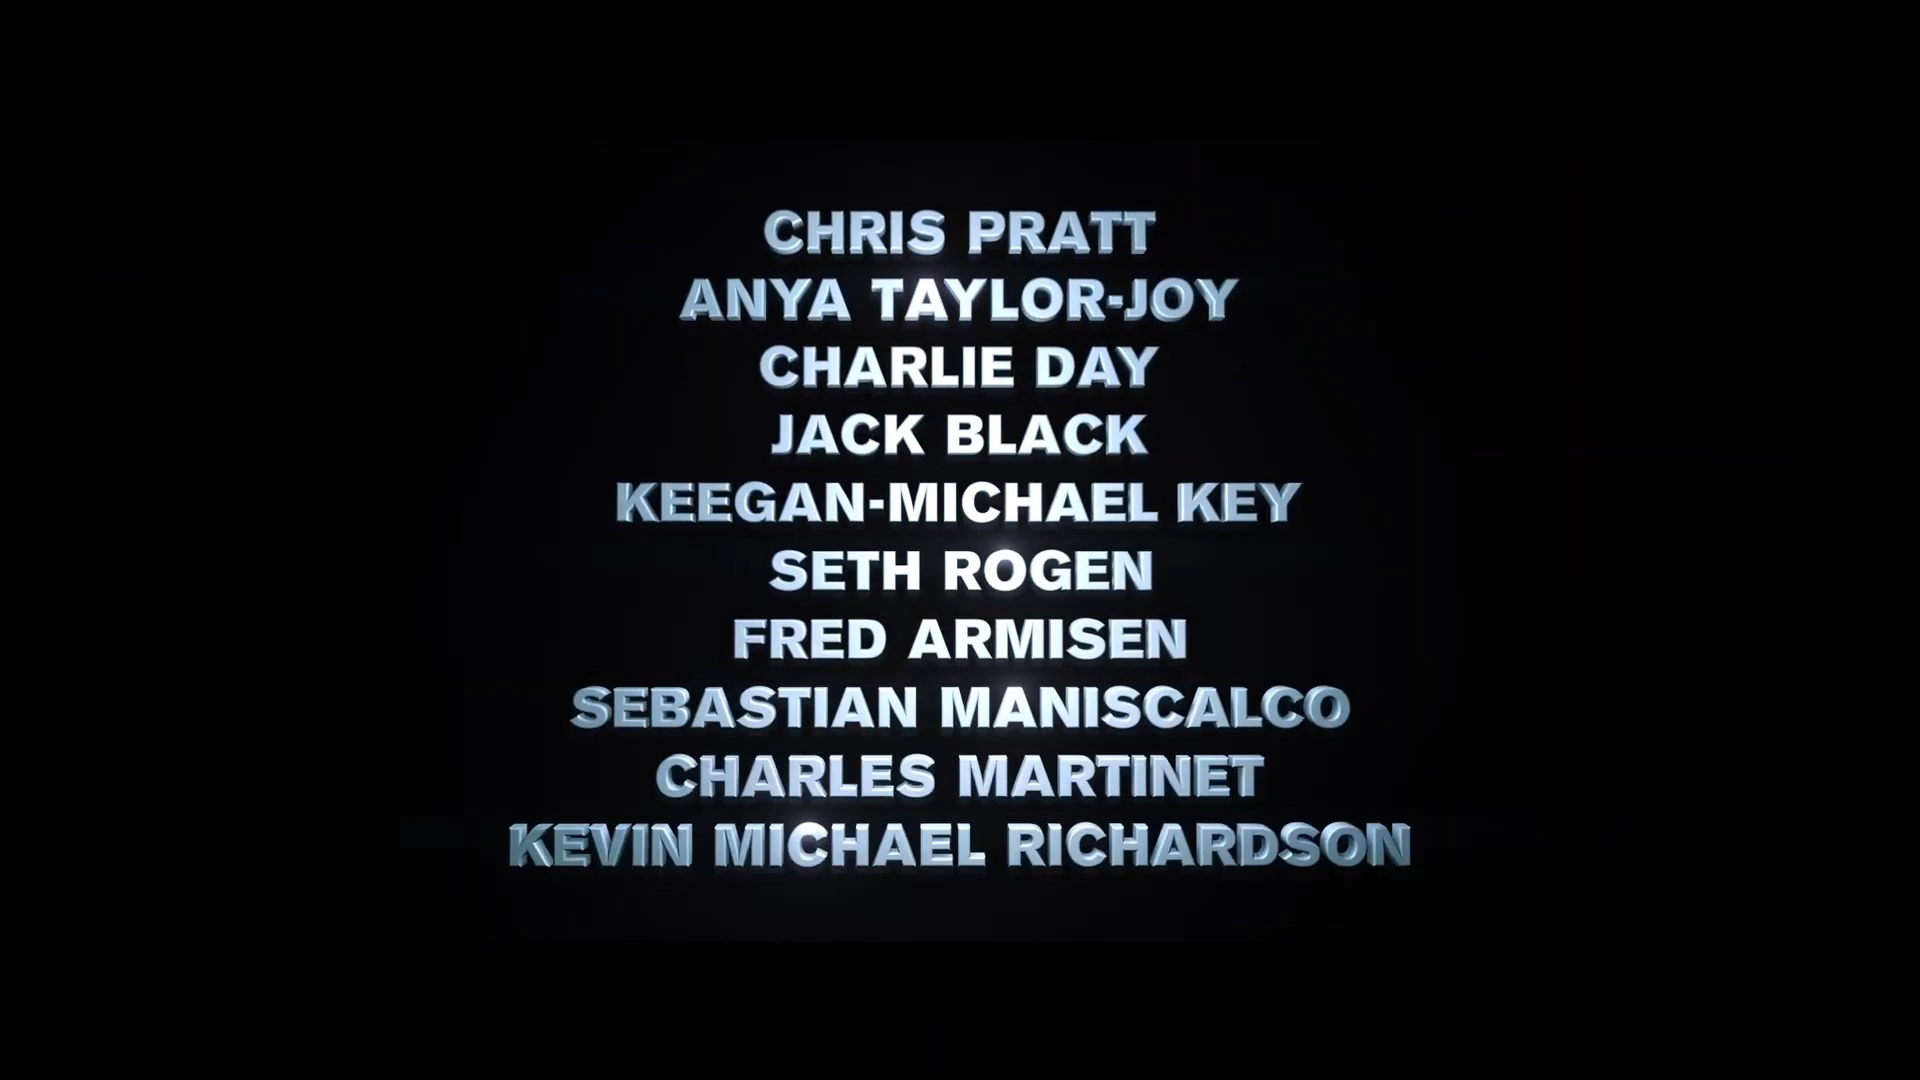 CHRIS PRATT
ANYA TAYLOR-JOY
CHARLIE DAY
JACK BLACK
KEEGAN-MICHAEL KEY
SETH ROGEN
FRED ARMISEN
SEBASTIAN MANISCALCO
CHARLES MARTINET
KEVIN MICHAEL RICHARDSON